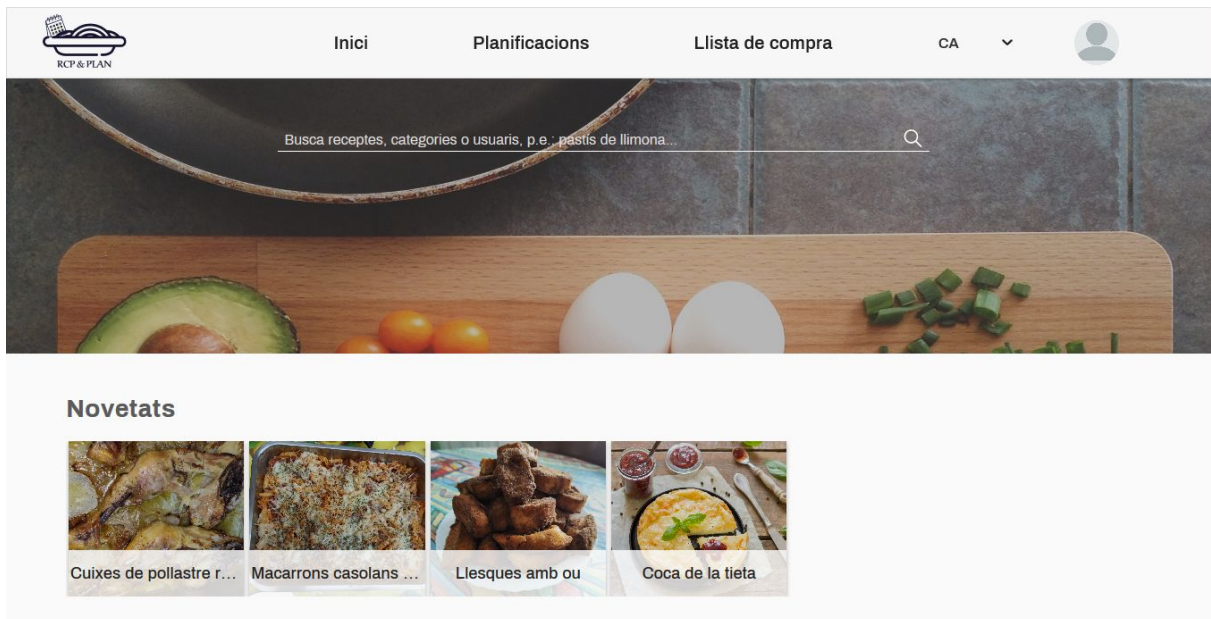 RCP & PLAN
Inici
Planificacions
Llista de compra
CA
Busca receptes, categories o usuaris, p.e.: pastís de llimona...
Novetats
Cuixes de pollastre r...
Macarrons casolans ...
Llesques amb ou
Coca de la tieta